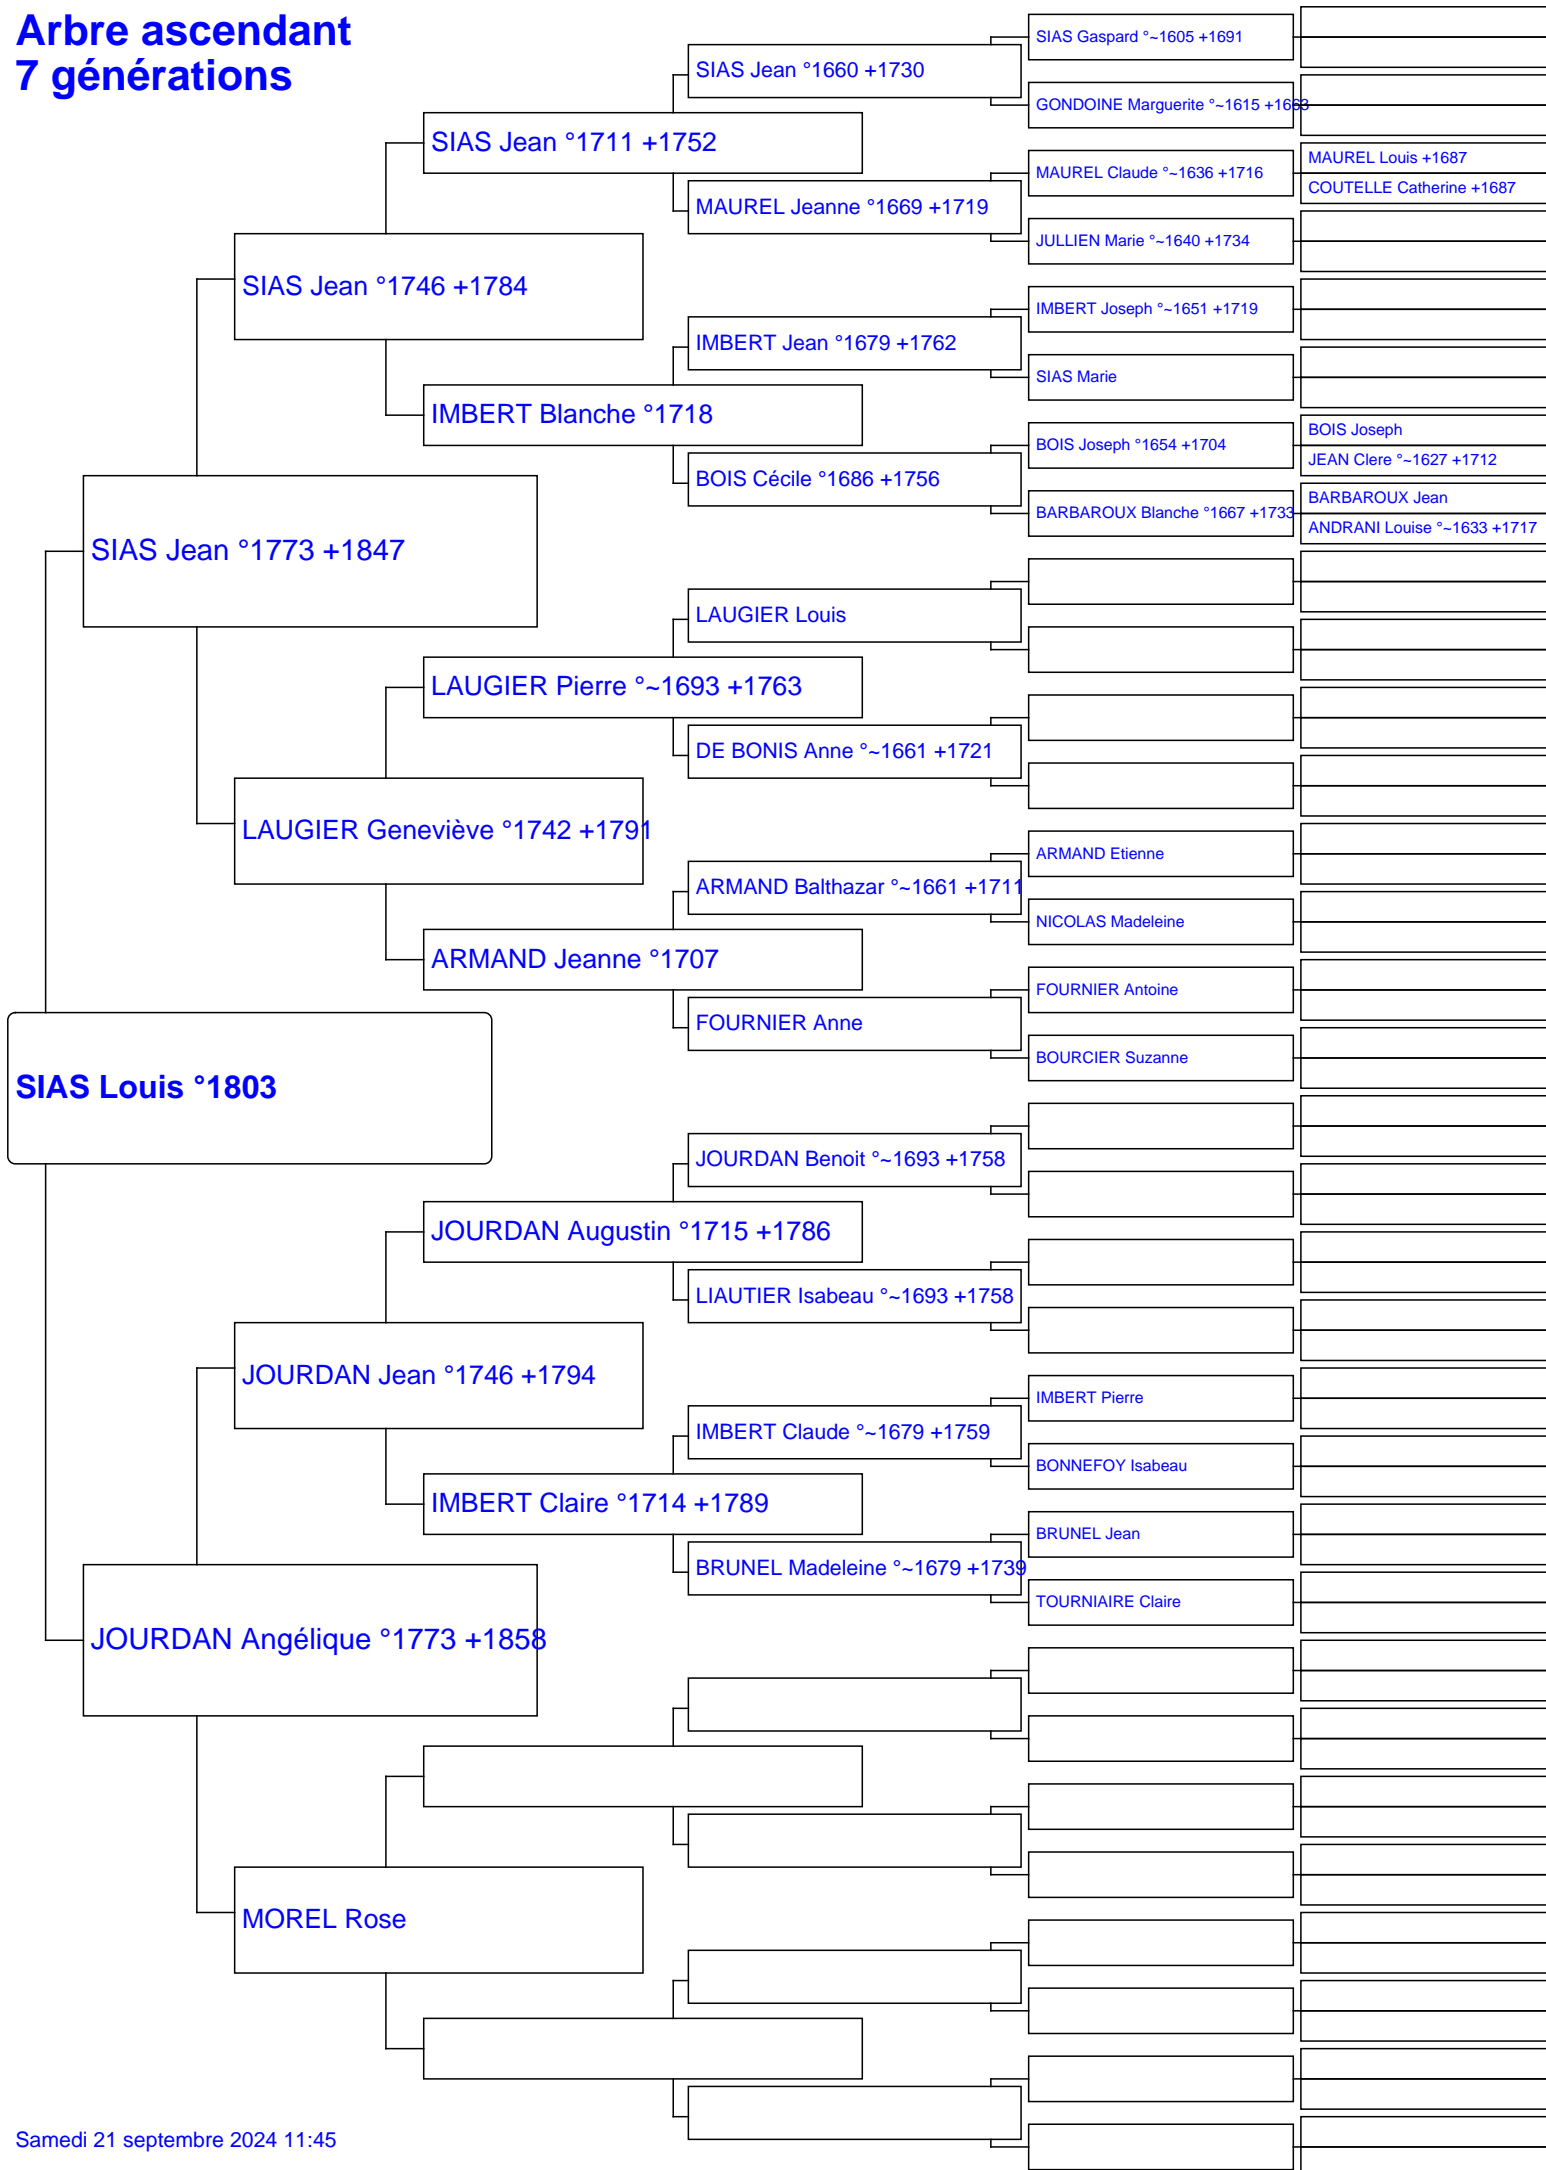 Arbre ascendant
7 générations
SIAS Gaspard °~1605 +1691
SIAS Jean °1660 +1730
GONDOINE Marguerite °~1615 +1663
SIAS Jean °1711 +1752
MAUREL Louis +1687
MAUREL Claude °~1636 +1716
COUTELLE Catherine +1687
MAUREL Jeanne °1669 +1719
JULLIEN Marie °~1640 +1734
SIAS Jean °1746 +1784
IMBERT Joseph °~1651 +1719
IMBERT Jean °1679 +1762
SIAS Marie
IMBERT Blanche °1718
BOIS Joseph
BOIS Joseph °1654 +1704
JEAN Clere °~1627 +1712
BOIS Cécile °1686 +1756
BARBAROUX Jean
BARBAROUX Blanche °1667 +1733
ANDRANI Louise °~1633 +1717
SIAS Jean °1773 +1847
LAUGIER Louis
LAUGIER Pierre °~1693 +1763
DE BONIS Anne °~1661 +1721
LAUGIER Geneviève °1742 +1791
ARMAND Etienne
ARMAND Balthazar °~1661 +1711
NICOLAS Madeleine
ARMAND Jeanne °1707
FOURNIER Antoine
FOURNIER Anne
BOURCIER Suzanne
SIAS Louis °1803
JOURDAN Benoit °~1693 +1758
JOURDAN Augustin °1715 +1786
LIAUTIER Isabeau °~1693 +1758
JOURDAN Jean °1746 +1794
IMBERT Pierre
IMBERT Claude °~1679 +1759
BONNEFOY Isabeau
IMBERT Claire °1714 +1789
BRUNEL Jean
BRUNEL Madeleine °~1679 +1739
TOURNIAIRE Claire
JOURDAN Angélique °1773 +1858
MOREL Rose
Samedi 21 septembre 2024 11:45